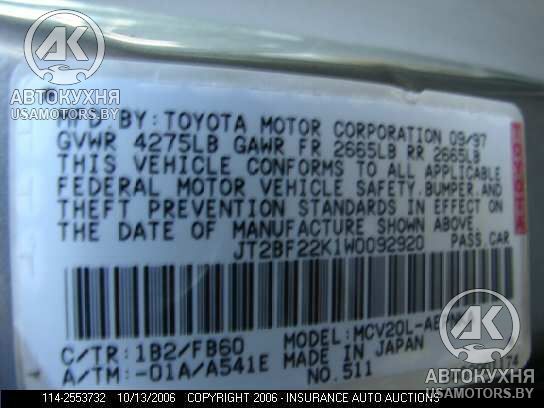 АК
АВТОКУХНЯ
USAMOTORS.BY
MFD.BY:TOYOTA MOTOR CORPORATION 09/97
GVWR 4275LB GAWR FR 2665LB RR 2665LB
THIS VEHICLE CONFORMS TO ALL APPLICABLE
FEDERAL MOTOR VEHICLE SAFETY,BUMPER,AND
THEFT PREVENTION STANDARDS IN EFFECT ON
THE DATE OF MANUFACTURE SHOWN ABOVE.
JT2BF22K1W0092920 PASS.CAR
C/TR:1B2/FB60 MODEL:MCV20L-
A/TM:-01A/A541E MADE IN JAPAN
NO.511
АК
АВТОКУХНЯ
USAMOTORS.BY
114-2553732 10/13/2006 COPYRIGHT 2006 - INSURANCE AUTO AUCTIONS